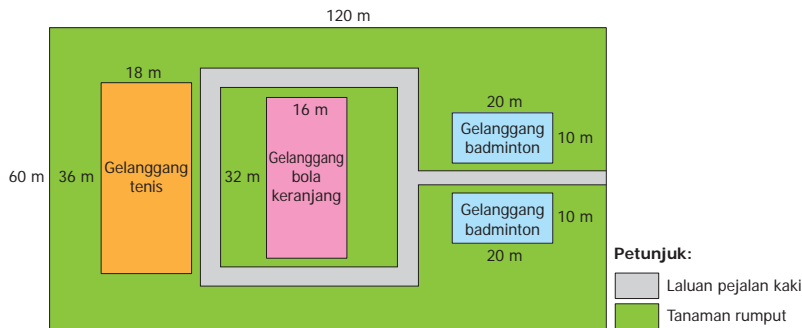 120 m
18 m
20 m
16 m
Gelanggang
badminton
10 m
Gelanggang
tenis
Gelanggang
bola
keranjang
60 m
36 m
32 m
Gelanggang
badminton
10 m
20 m
Petunjuk:
Laluan pejalan kaki
Tanaman rumput